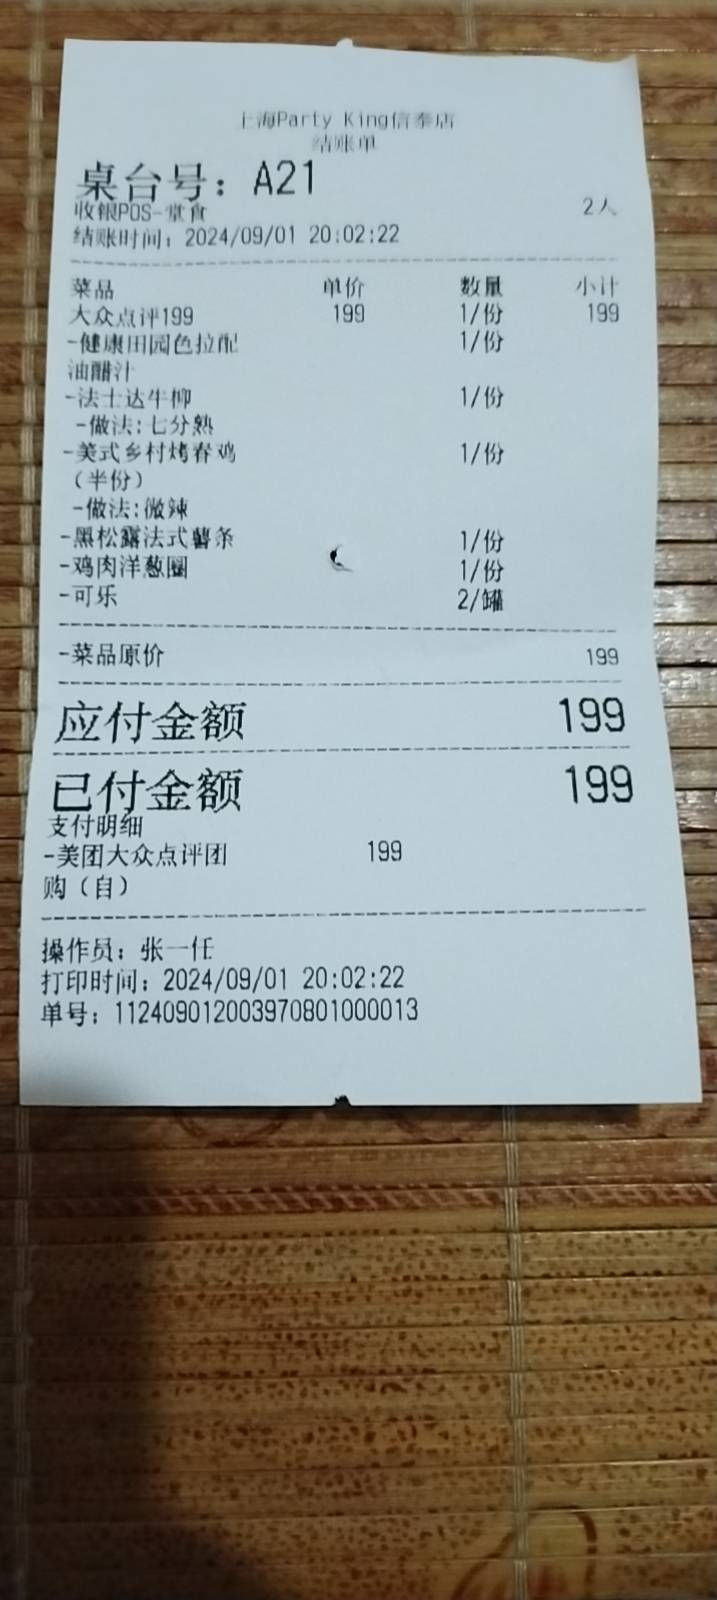 上海Party King信泰店
结账单
桌台号：A21
收银POS-堂食 2人
结账时间：2024/09/01 20:02:22
菜品 单价 数量 小计
大众点评199 199 1/份 199
-健康田园色拉配 1/份
油醋汁
-法士达牛柳 1/份
-做法:七分熟
-美式乡村烤春鸡 1/份
（半份）
-做法:微辣
-黑松露法式薯条 1/份
-鸡肉洋葱圈 1/份
-可乐 2/罐
-菜品原价 199
应付金额 199
已付金额 199
支付明细
-美团大众点评团 199
购（自）
操作员：张一任
打印时间：2024/09/01 20:02:22
单号：1124090120039708010000​13